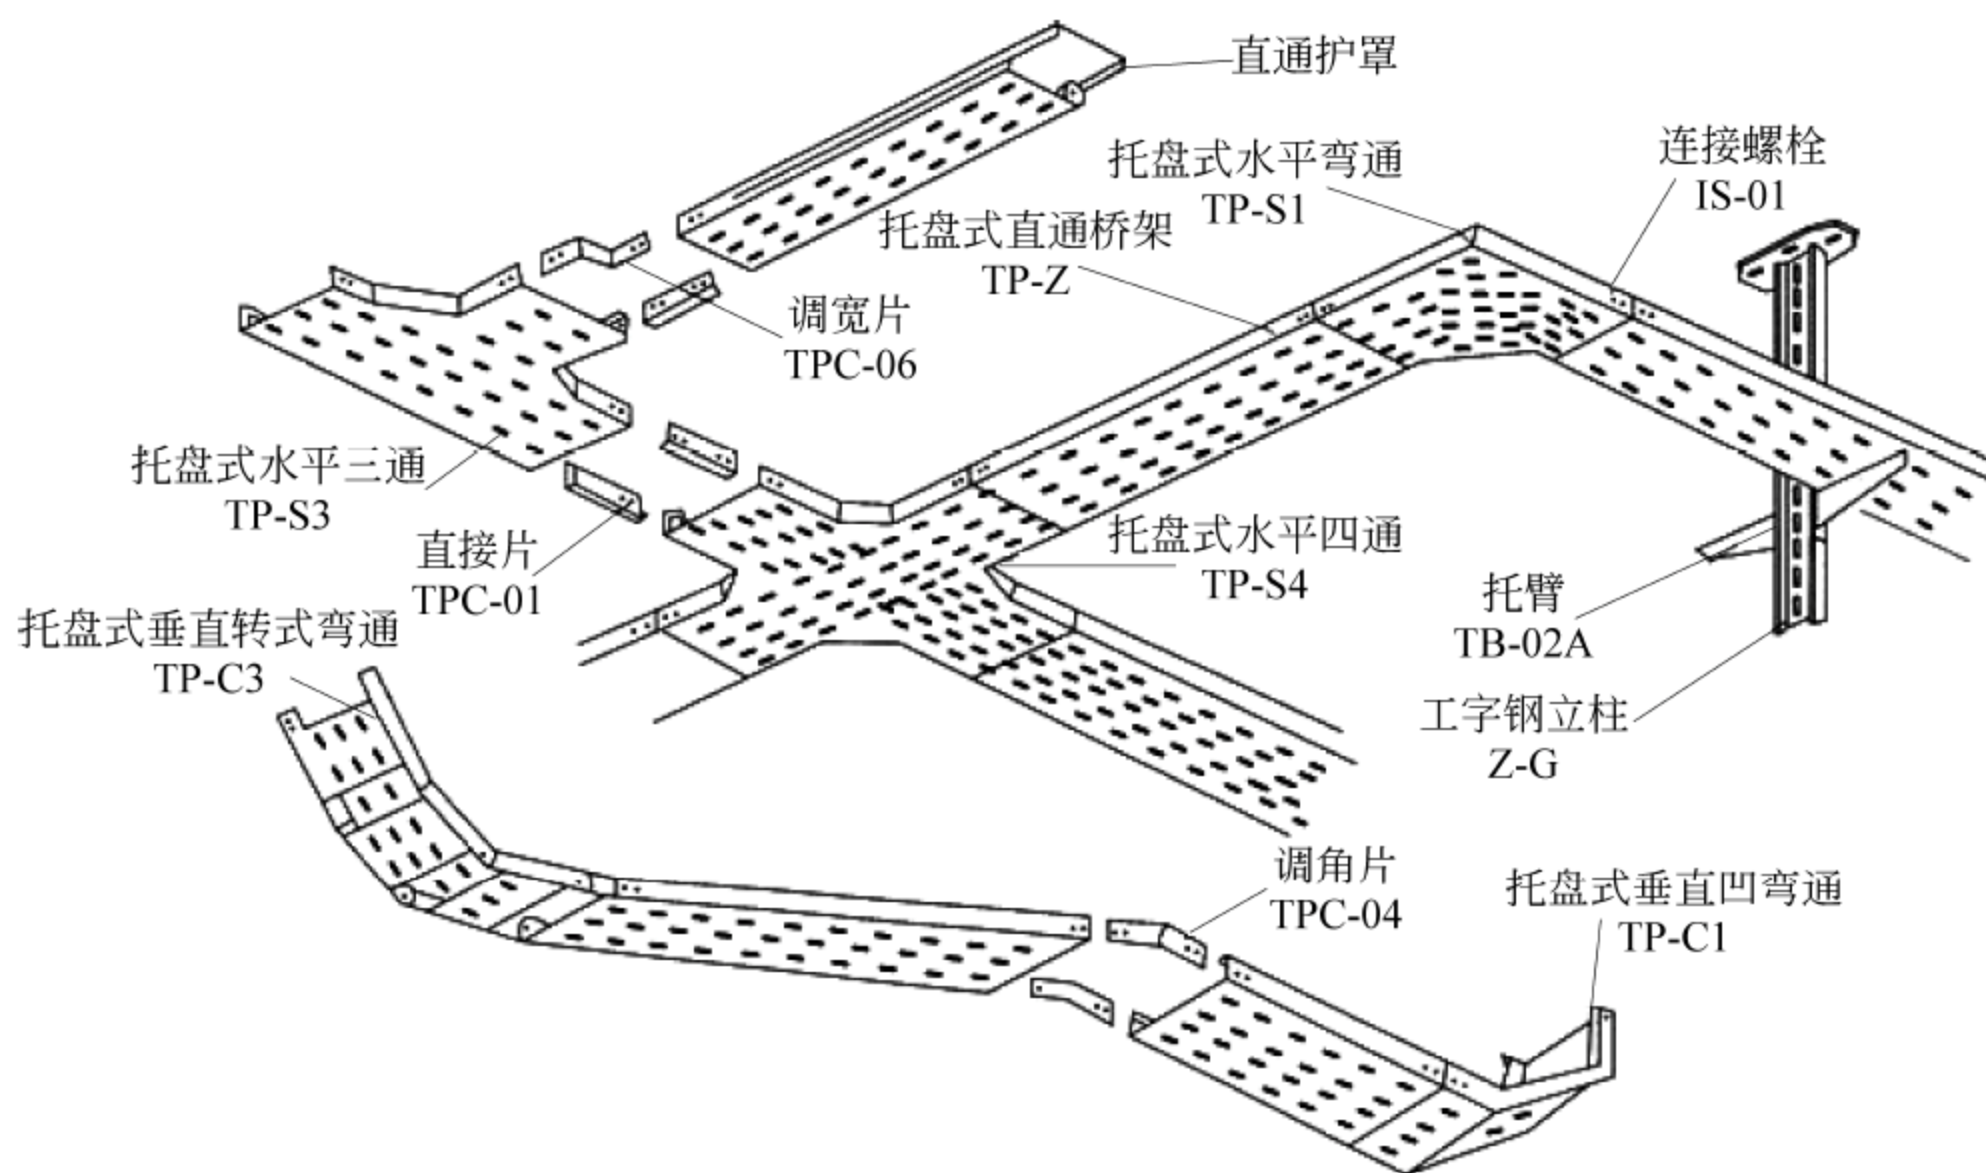 直通护罩
托盘式水平弯通
TP-S1
连接螺栓
IS-01
托盘式直通桥架
TP-Z
调宽片
TPC-06
托盘式水平三通
TP-S3
直接片
TPC-01
托盘式水平四通
TP-S4
托臂
TB-02A
托盘式垂直转式弯通
TP-C3
工字钢立柱
Z-G
调角片
TPC-04
托盘式垂直凹弯通
TP-C1